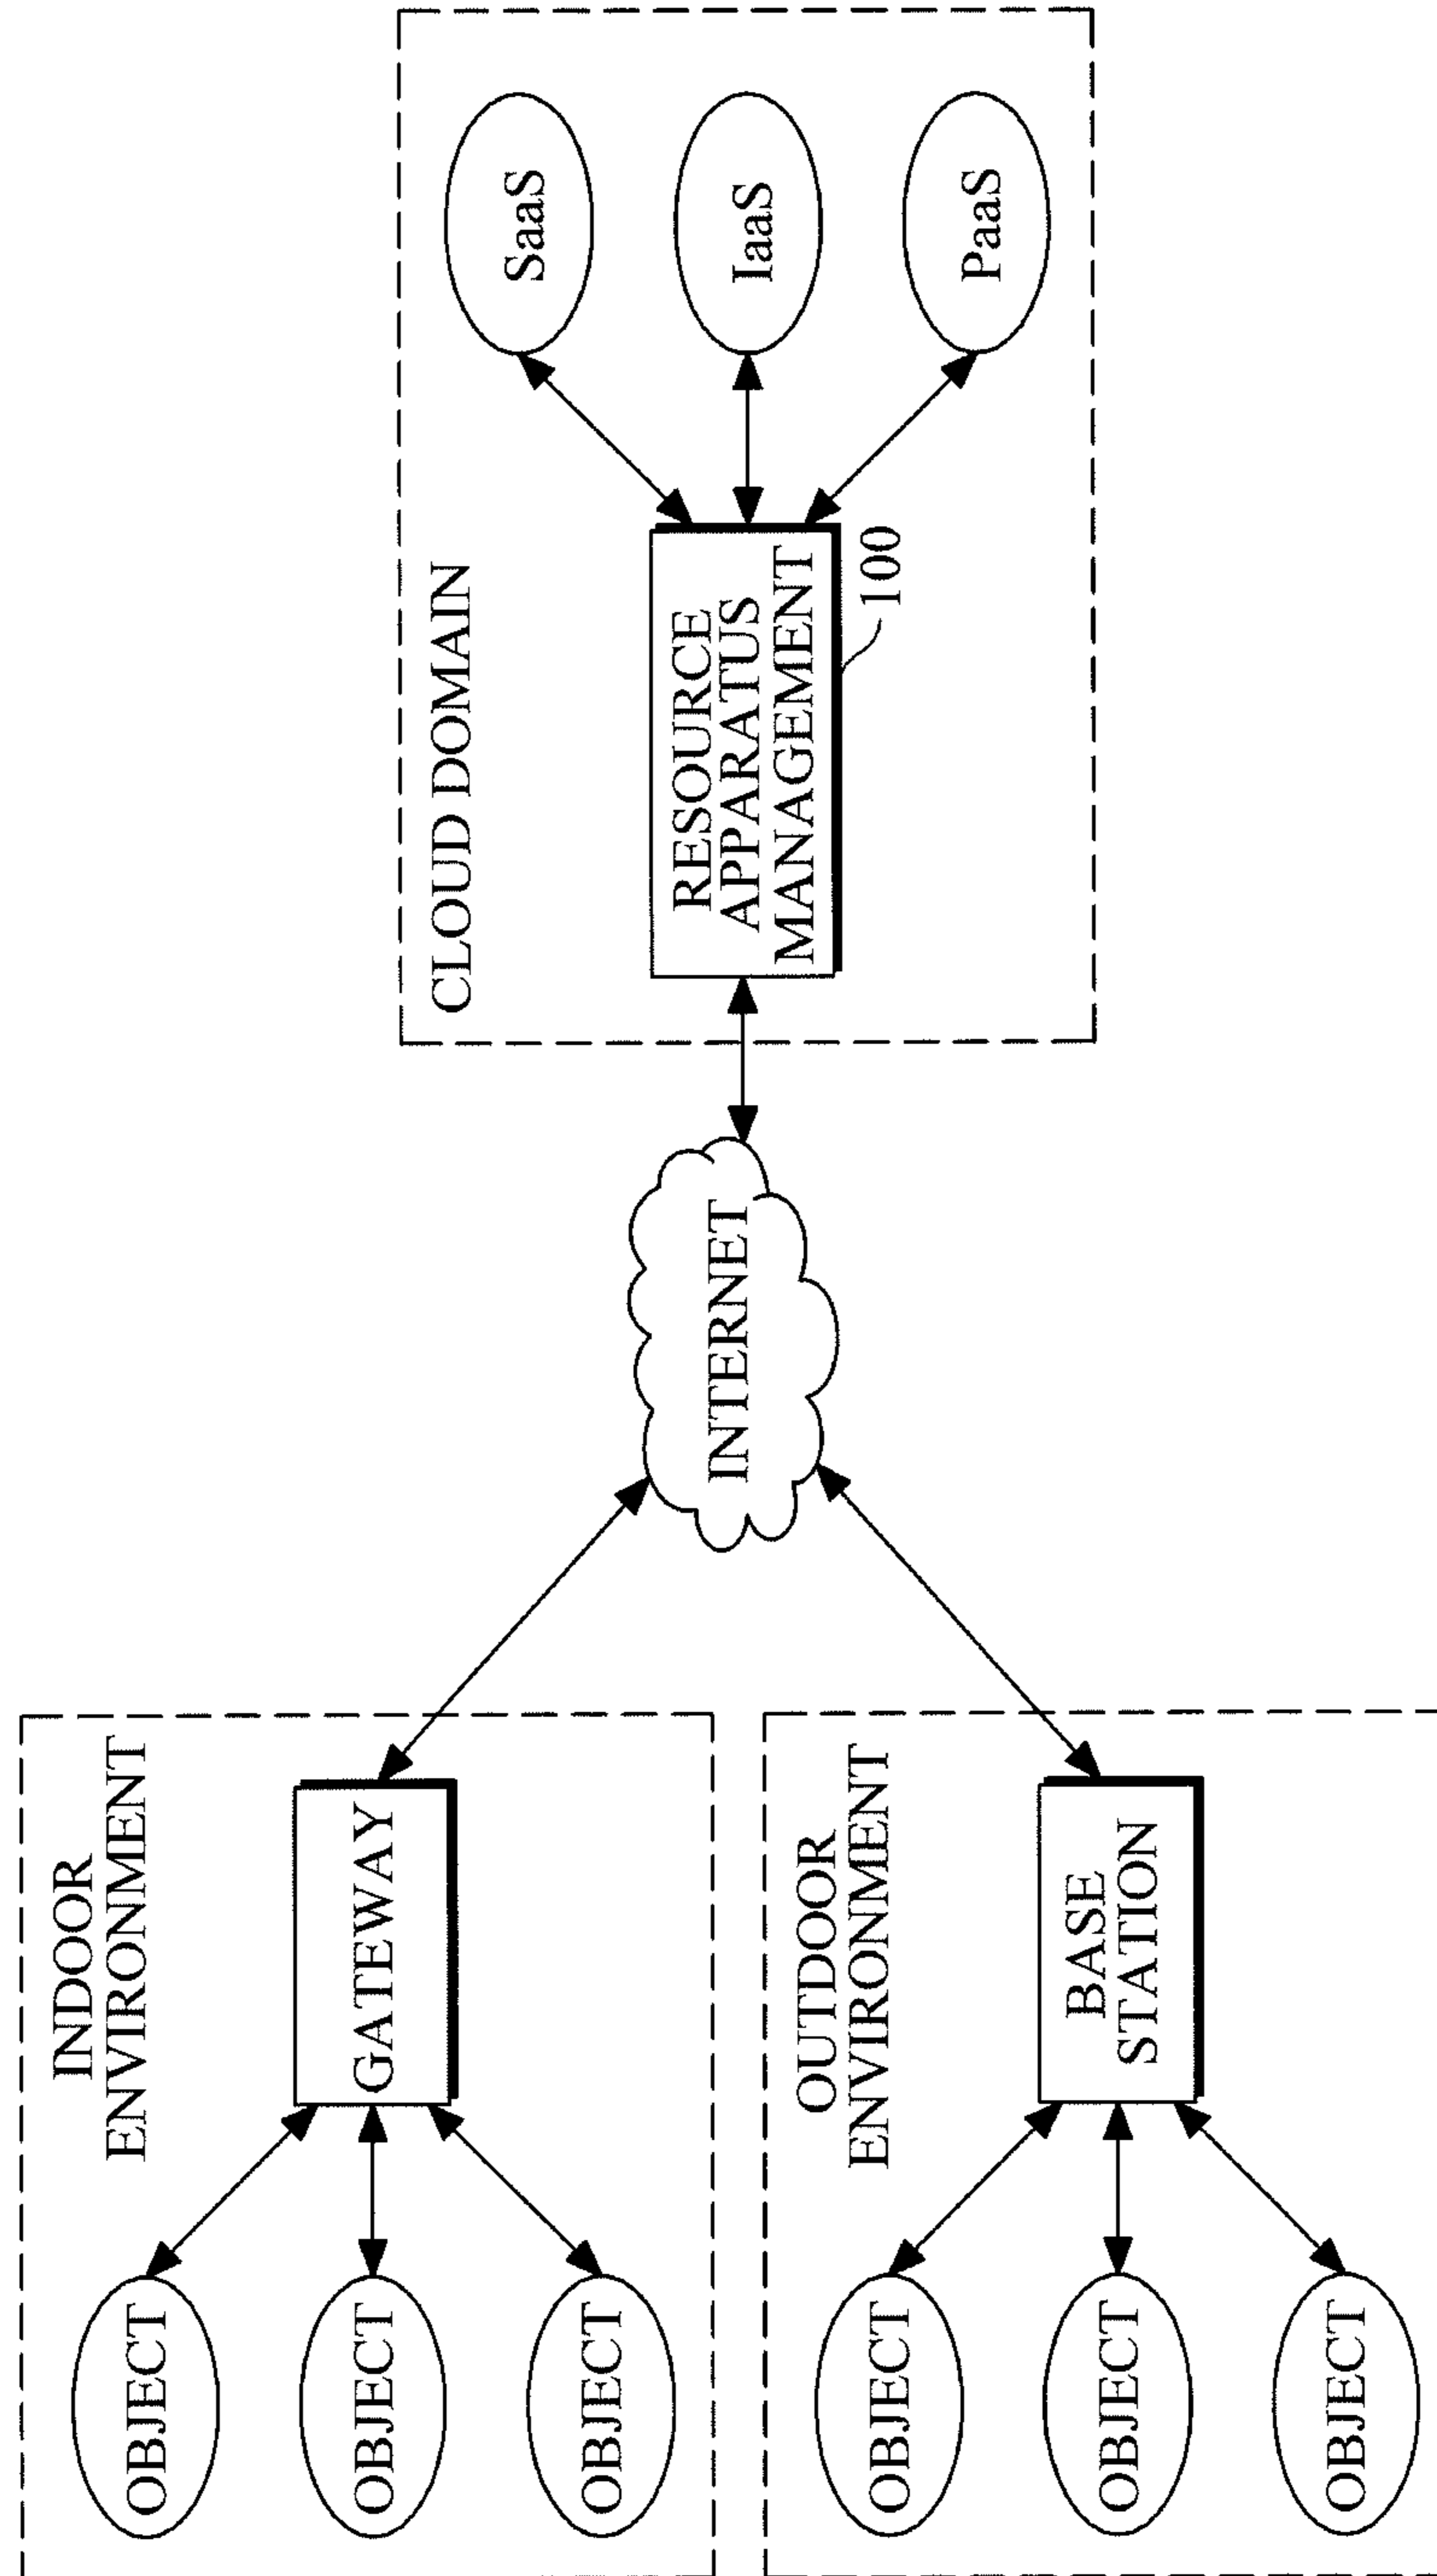 INDOOR
ENVIRONMENT
OBJECT
OBJECT
OBJECT
GATEWAY
OUTDOOR
ENVIRONMENT
OBJECT
OBJECT
OBJECT
BASE
STATION
INTERNET
CLOUD DOMAIN
RESOURCE
APPARATUS
MANAGEMENT
100
SaaS
IaaS
PaaS